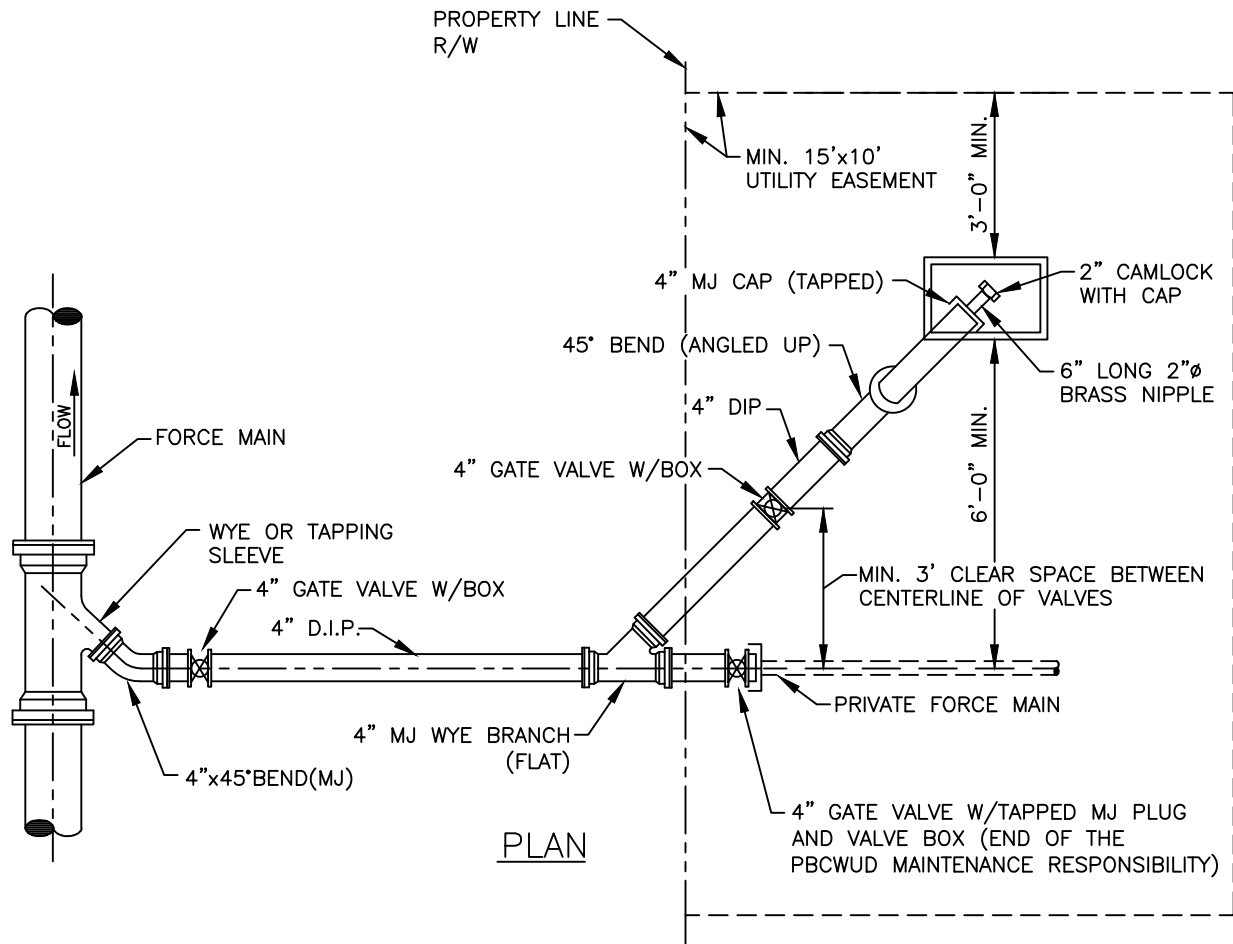 PROPERTY LINE
R/W
MIN. 15'x10'
UTILITY EASEMENT
3'-0" MIN.
4" MJ CAP (TAPPED)
2" CAMLOCK
WITH CAP
45° BEND (ANGLED UP)
6" LONG 2"ø
BRASS NIPPLE
4" DIP
FLOW
FORCE MAIN
4" GATE VALVE W/BOX
6'-0" MIN.
WYE OR TAPPING
SLEEVE
MIN. 3' CLEAR SPACE BETWEEN
CENTERLINE OF VALVES
4" GATE VALVE W/BOX
4" D.I.P.
PRIVATE FORCE MAIN
4" MJ WYE BRANCH
(FLAT)
4"x45°BEND(MJ)
4" GATE VALVE W/TAPPED MJ PLUG
AND VALVE BOX (END OF THE
PBCWUD MAINTENANCE RESPONSIBILITY)
PLAN